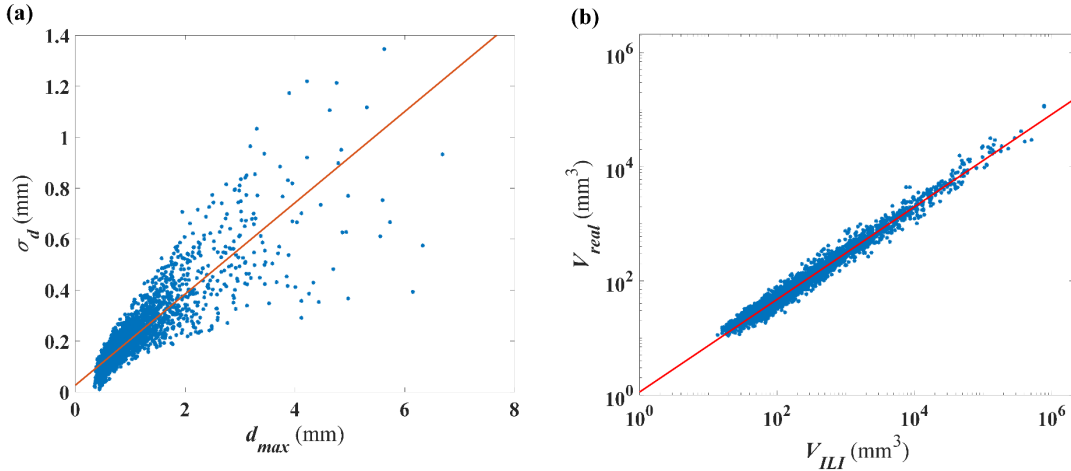 (a)
1.4
1.2
1
0.8
0.6
0.4
0.2
0
σd (mm)
0 2 4 6 8
dmax (mm)
(b)
10^6
10^4
10^2
10^0
Vreal (mm^3)
10^0 10^2 10^4 10^6
VILI (mm^3)